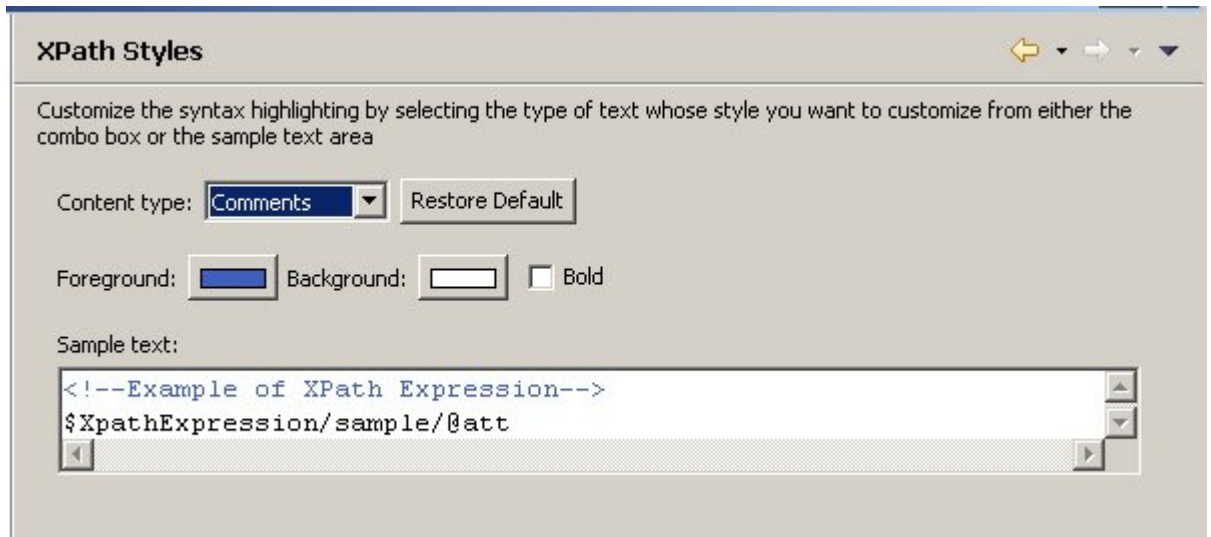 XPath Styles
Customize the syntax highlighting by selecting the type of text whose style you want to customize from either the
combo box or the sample text area
Content type: Comments Restore Default
Foreground: Background: Bold
Sample text:
<!--Example of XPath Expression-->
$XpathExpression/sample/@att